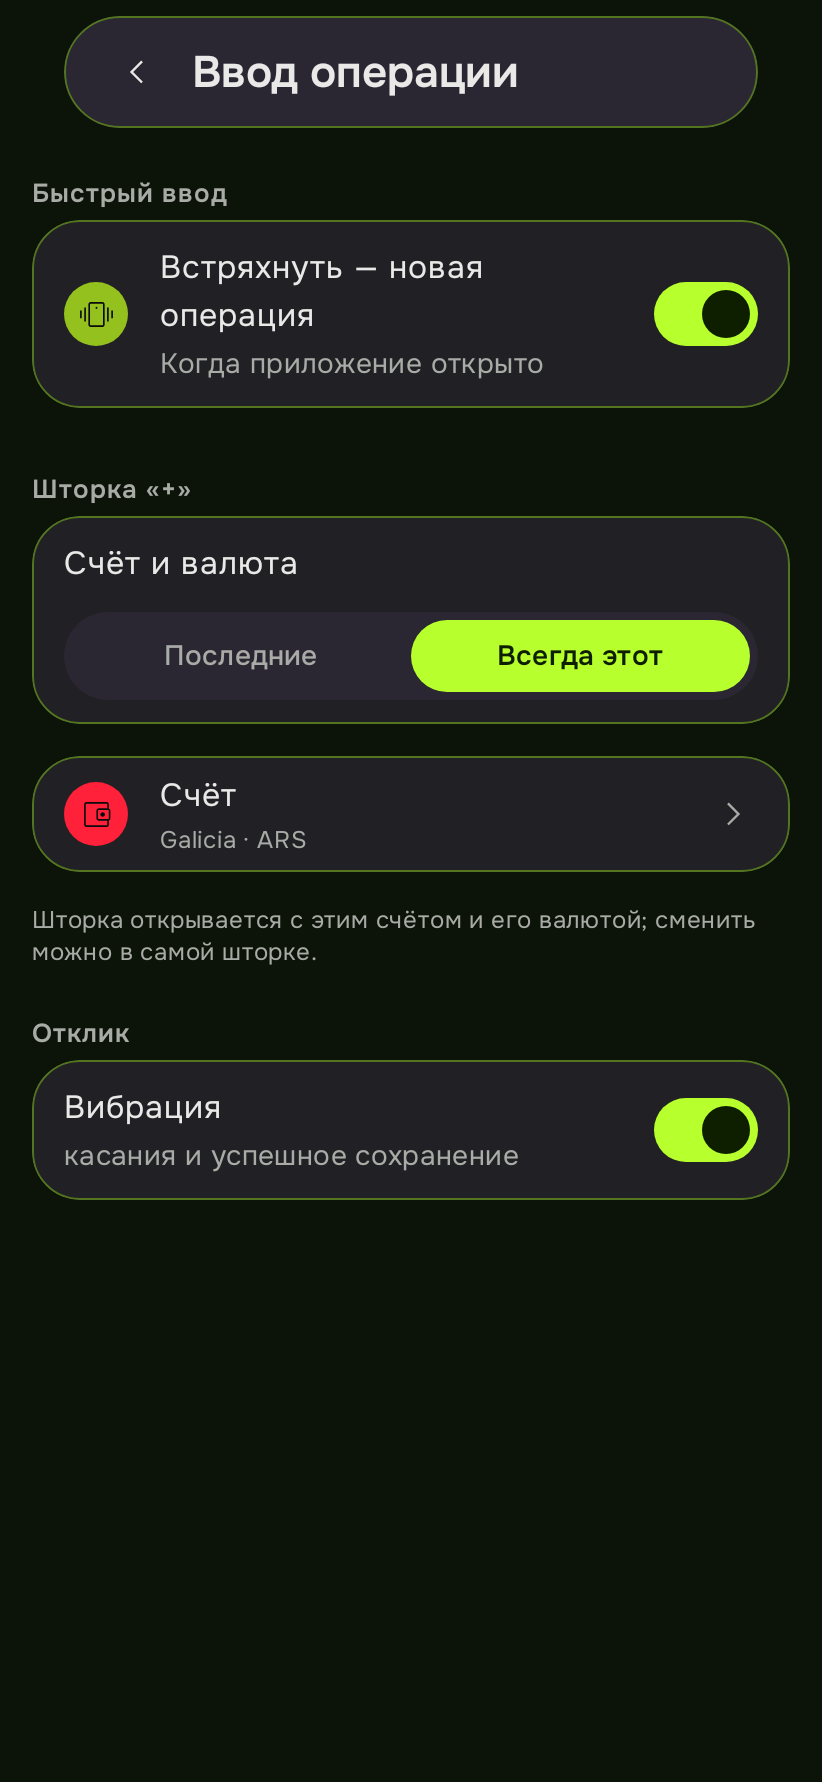 Ввод операции
Быстрый ввод
Встряхнуть — новая
операция
Когда приложение открыто
Шторка «+»
Счёт и валюта
Последние
Всегда этот
Счёт
Galicia · ARS
Шторка открывается с этим счётом и его валютой; сменить
можно в самой шторке.
Отклик
Вибрация
касания и успешное сохранение